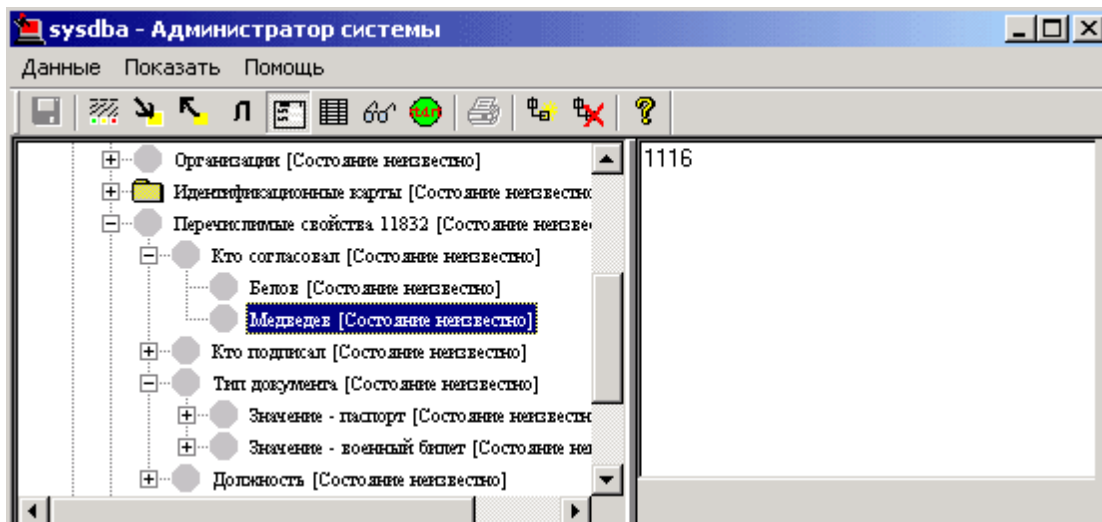 sysdba - Администратор системы
Данные Показать Помощь
Л tdr ?
Организации [Состояние неизвестно]
1116
Идентификационные карты [Состояние неизвестно
Перечислимые свойства 11832 [Состояние неизве
Кто согласовал [Состояние неизвестно]
Белов [Состояние неизвестно]
Медведев [Состояние неизвестно]
Кто подписал [Состояние неизвестно]
Тип документа [Состояние неизвестно]
Значение - паспорт [Состояние неизвестн
Значение - военный билет [Состояние неи
Должность [Состояние неизвестно]